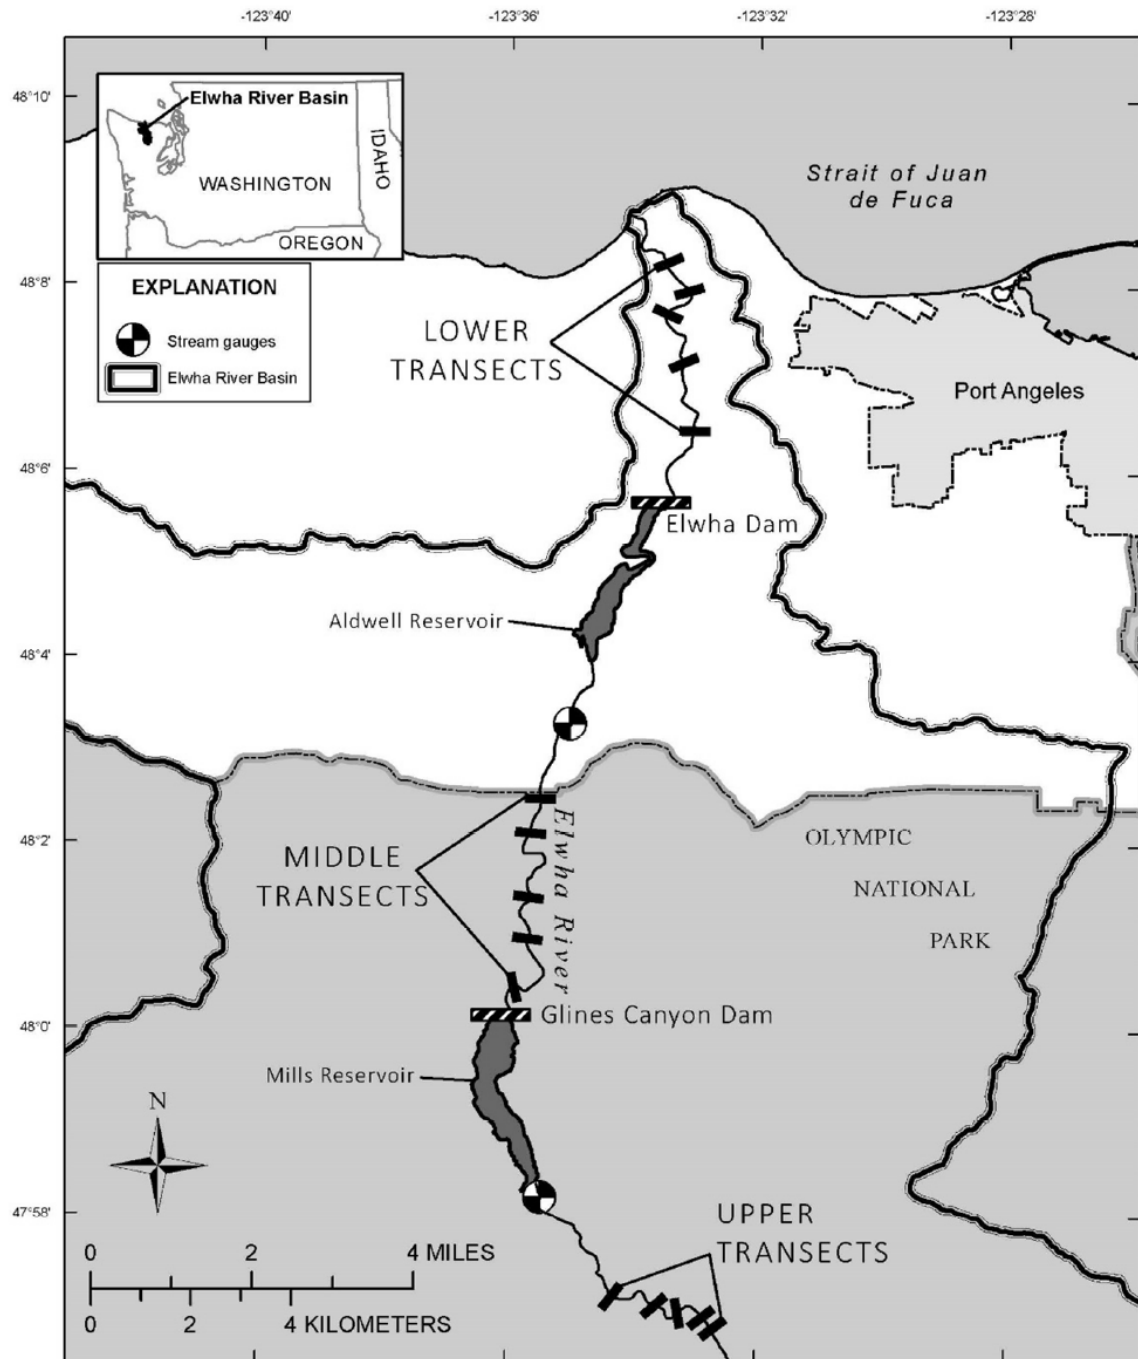 -123°40'
-123°36'
-123°32'
-123°28'
48°10'
Elwha River Basin
WASHINGTON
IDAHO
OREGON
Strait of Juan
de Fuca
48°8'
EXPLANATION
Stream gauges
Elwha River Basin
LOWER
TRANSECTS
Port Angeles
48°6'
Elwha Dam
Aldwell Reservoir
48°4'
48°2'
MIDDLE
TRANSECTS
Elwha River
OLYMPIC
NATIONAL
PARK
48°0'
Glines Canyon Dam
Mills Reservoir
N
47°58'
UPPER
TRANSECTS
0 2 4 MILES
0 2 4 KILOMETERS